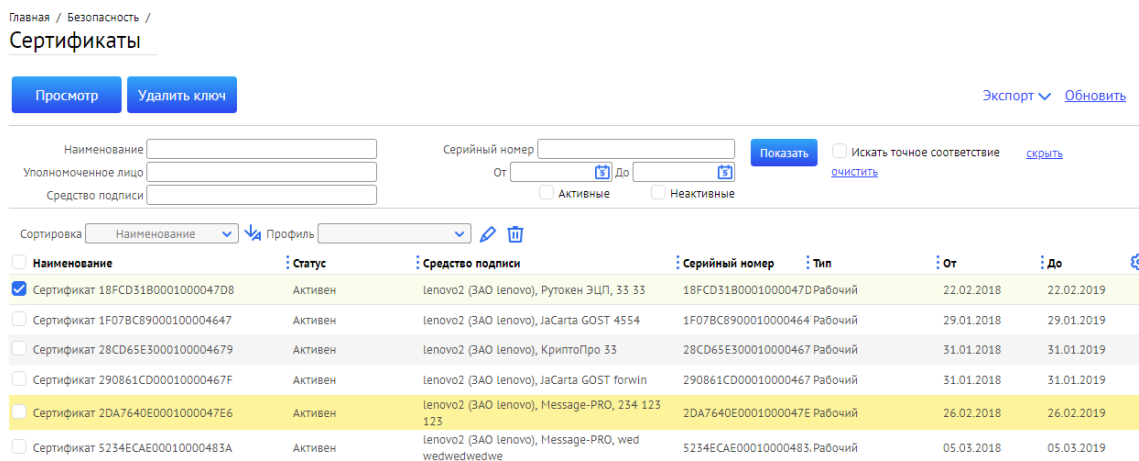 Главная / Безопасность /
Сертификаты
Просмотр Удалить ключ Экспорт Обновить
Наименование Серийный номер Показать Искать точное соответствие скрыть
Уполномоченное лицо От До очистить
Средство подписи Активные Неактивные
Сортировка Наименование Профиль
Наименование Статус Средство подписи Серийный номер Тип От До
Сертификат 18FCD31B0001000047D8 Активен lenovo2 (ЗАО lenovo), Рутокен ЭЦП, 33 33 18FCD31B0001000047D Рабочий 22.02.2018 22.02.2019
Сертификат 1F07BC89000100004647 Активен lenovo2 (ЗАО lenovo), JaCarta GOST 4554 1F07BC8900010000464 Рабочий 29.01.2018 29.01.2019
Сертификат 28CD65E3000100004679 Активен lenovo2 (ЗАО lenovo), КриптоПро 33 28CD65E300010000467 Рабочий 31.01.2018 31.01.2019
Сертификат 290861CD00010000467F Активен lenovo2 (ЗАО lenovo), JaCarta GOST forwin 290861CD00010000467 Рабочий 31.01.2018 31.01.2019
Сертификат 2DA7640E0001000047E6 Активен lenovo2 (ЗАО lenovo), Message-PRO, 234 123 2DA7640E0001000047E Рабочий 26.02.2018 26.02.2019
123
Сертификат 5234ECAE00010000483A Активен lenovo2 (ЗАО lenovo), Message-PRO, wed 5234ECAE00010000483 Рабочий 05.03.2018 05.03.2019
wedwedwedwe